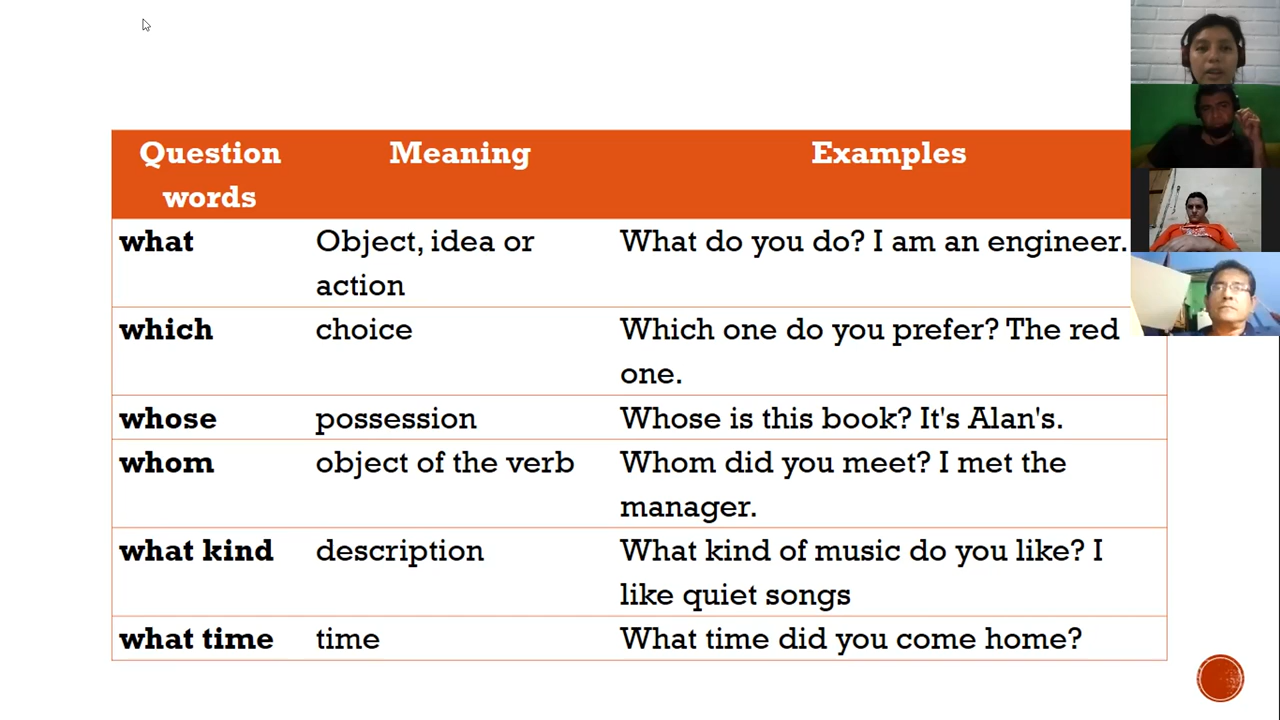 Question Meaning Examples
words
what Object, idea or What do you do? I am an engineer.
action
which choice Which one do you prefer? The red
one.
whose possession Whose is this book? It's Alan's.
whom object of the verb Whom did you meet? I met the
manager.
what kind description What kind of music do you like? I
like quiet songs
what time time What time did you come home?